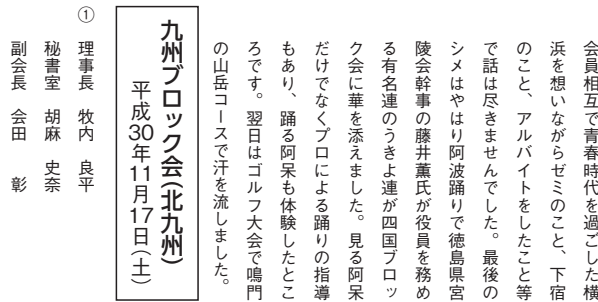 会員相互で青春時代を過ごした横
浜を想いながらゼミのこと、下宿
のこと、アルバイトをしたこと等
で話は尽きませんでした。最後の
シメはやはり阿波踊りで徳島県宮
陵会幹事の藤井薫氏が役員を務め
る有名連のうきよ連が四国ブロッ
ク会に華を添えました。見る阿呆
だけでなくプロによる踊りの指導
もあり、踊る阿呆も体験したとこ
ろです。翌日はゴルフ大会で鳴門
の山岳コースで汗を流しました。
九州ブロック会(北九州)
平成30年11月17日(土)
① 理事長 牧内 良平
秘書室 胡麻 史奈
副会長 会田 彰